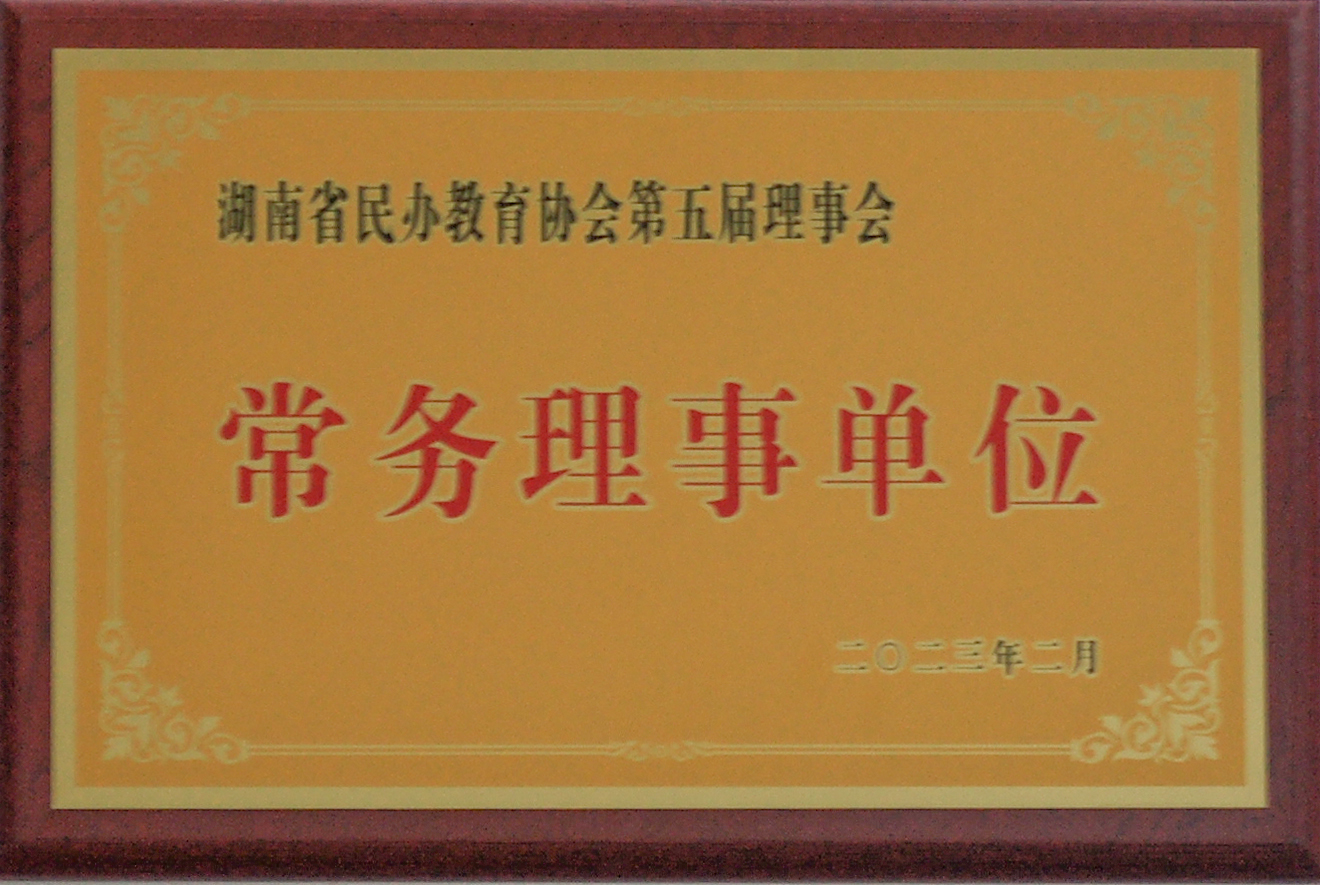 湖南省民办教育协会第五届理事会
常务理事单位
二〇二三年二月